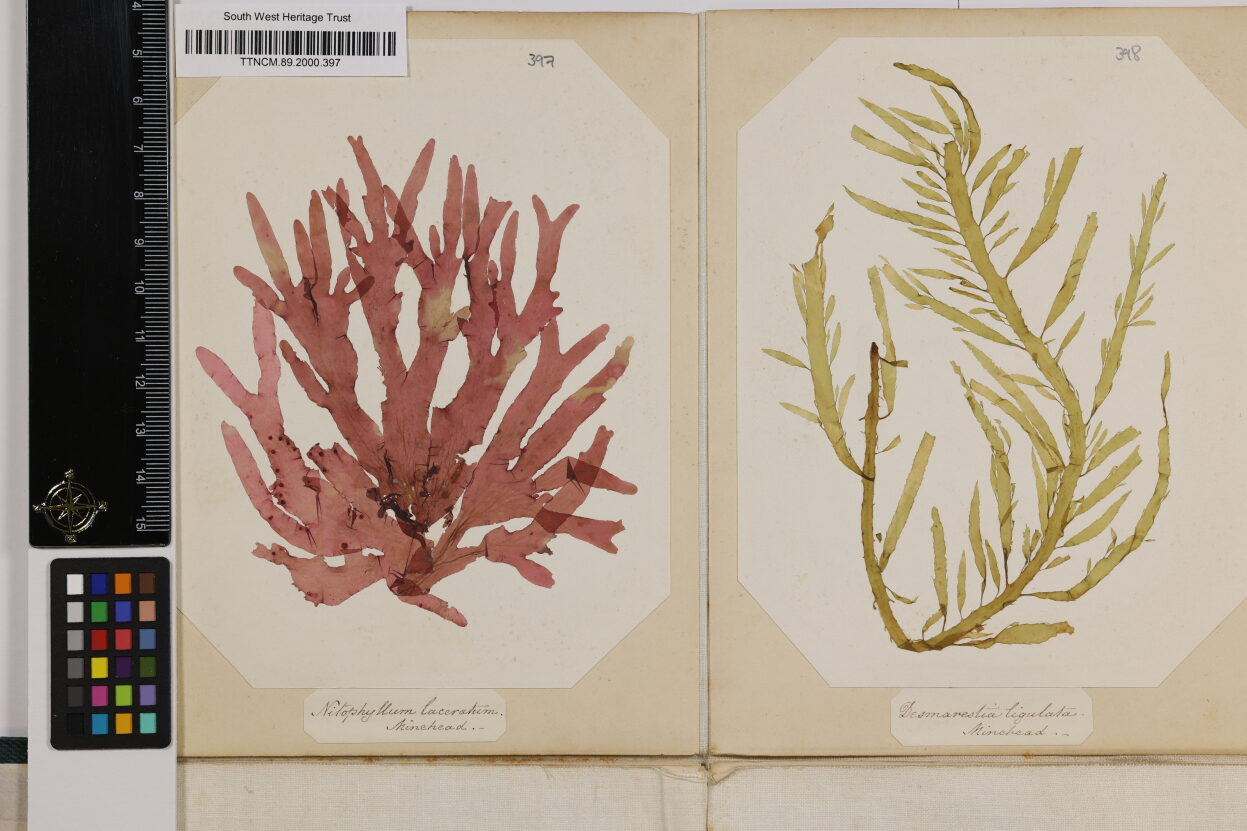 South West Heritage Trust
TTNCM.89.2000.397
397
398
4
5
6
7
8
9
10
11
12
13
14
15
Nitophyllum laceratum.
Minehead.-
Desmarestia ligulata.
Minehead.-